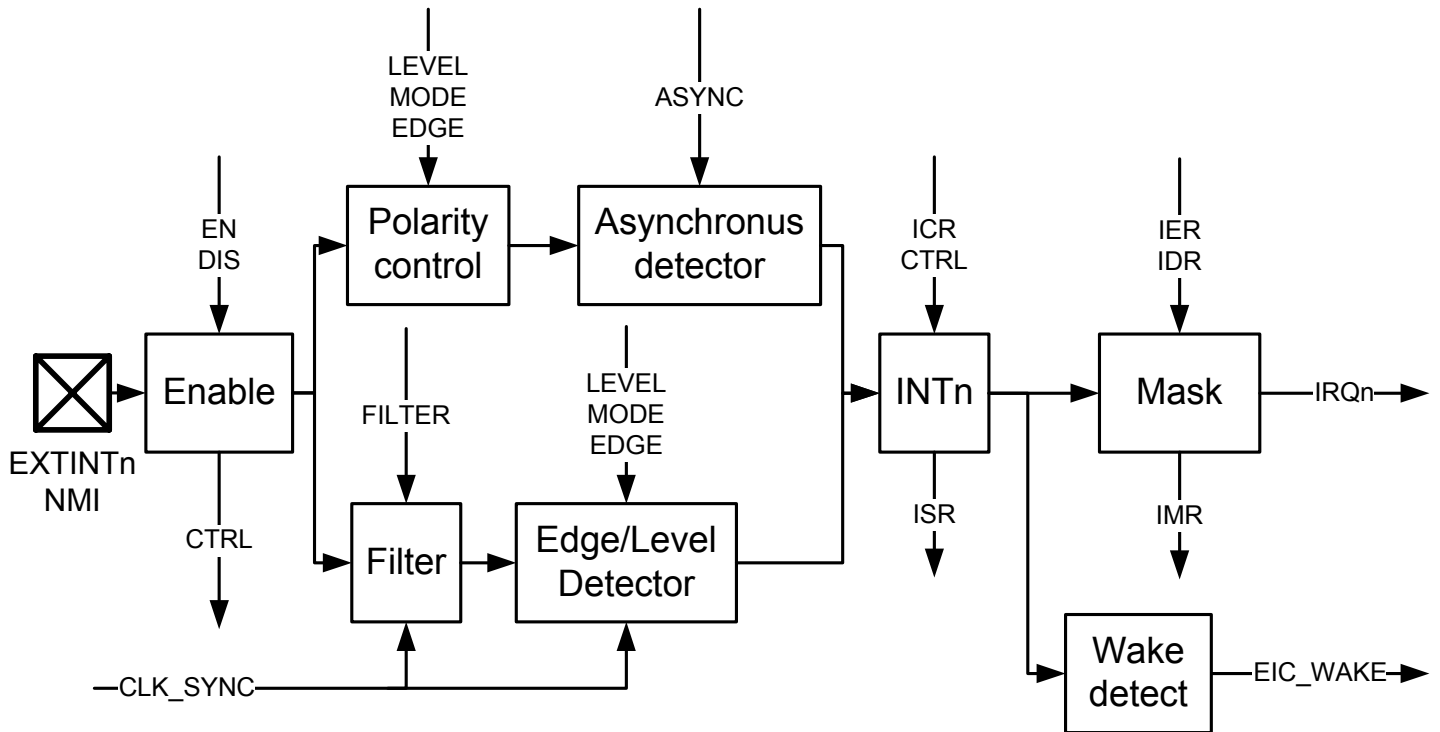 LEVEL
MODE
EDGE
ASYNC
EN
DIS
Polarity
control
Asynchronus
detector
ICR
CTRL
IER
IDR
EXTINTn
NMI
Enable
FILTER
LEVEL
MODE
EDGE
INTn
Mask
IRQn
CTRL
Filter
Edge/Level
Detector
ISR
IMR
CLK_SYNC
Wake
detect
EIC_WAKE